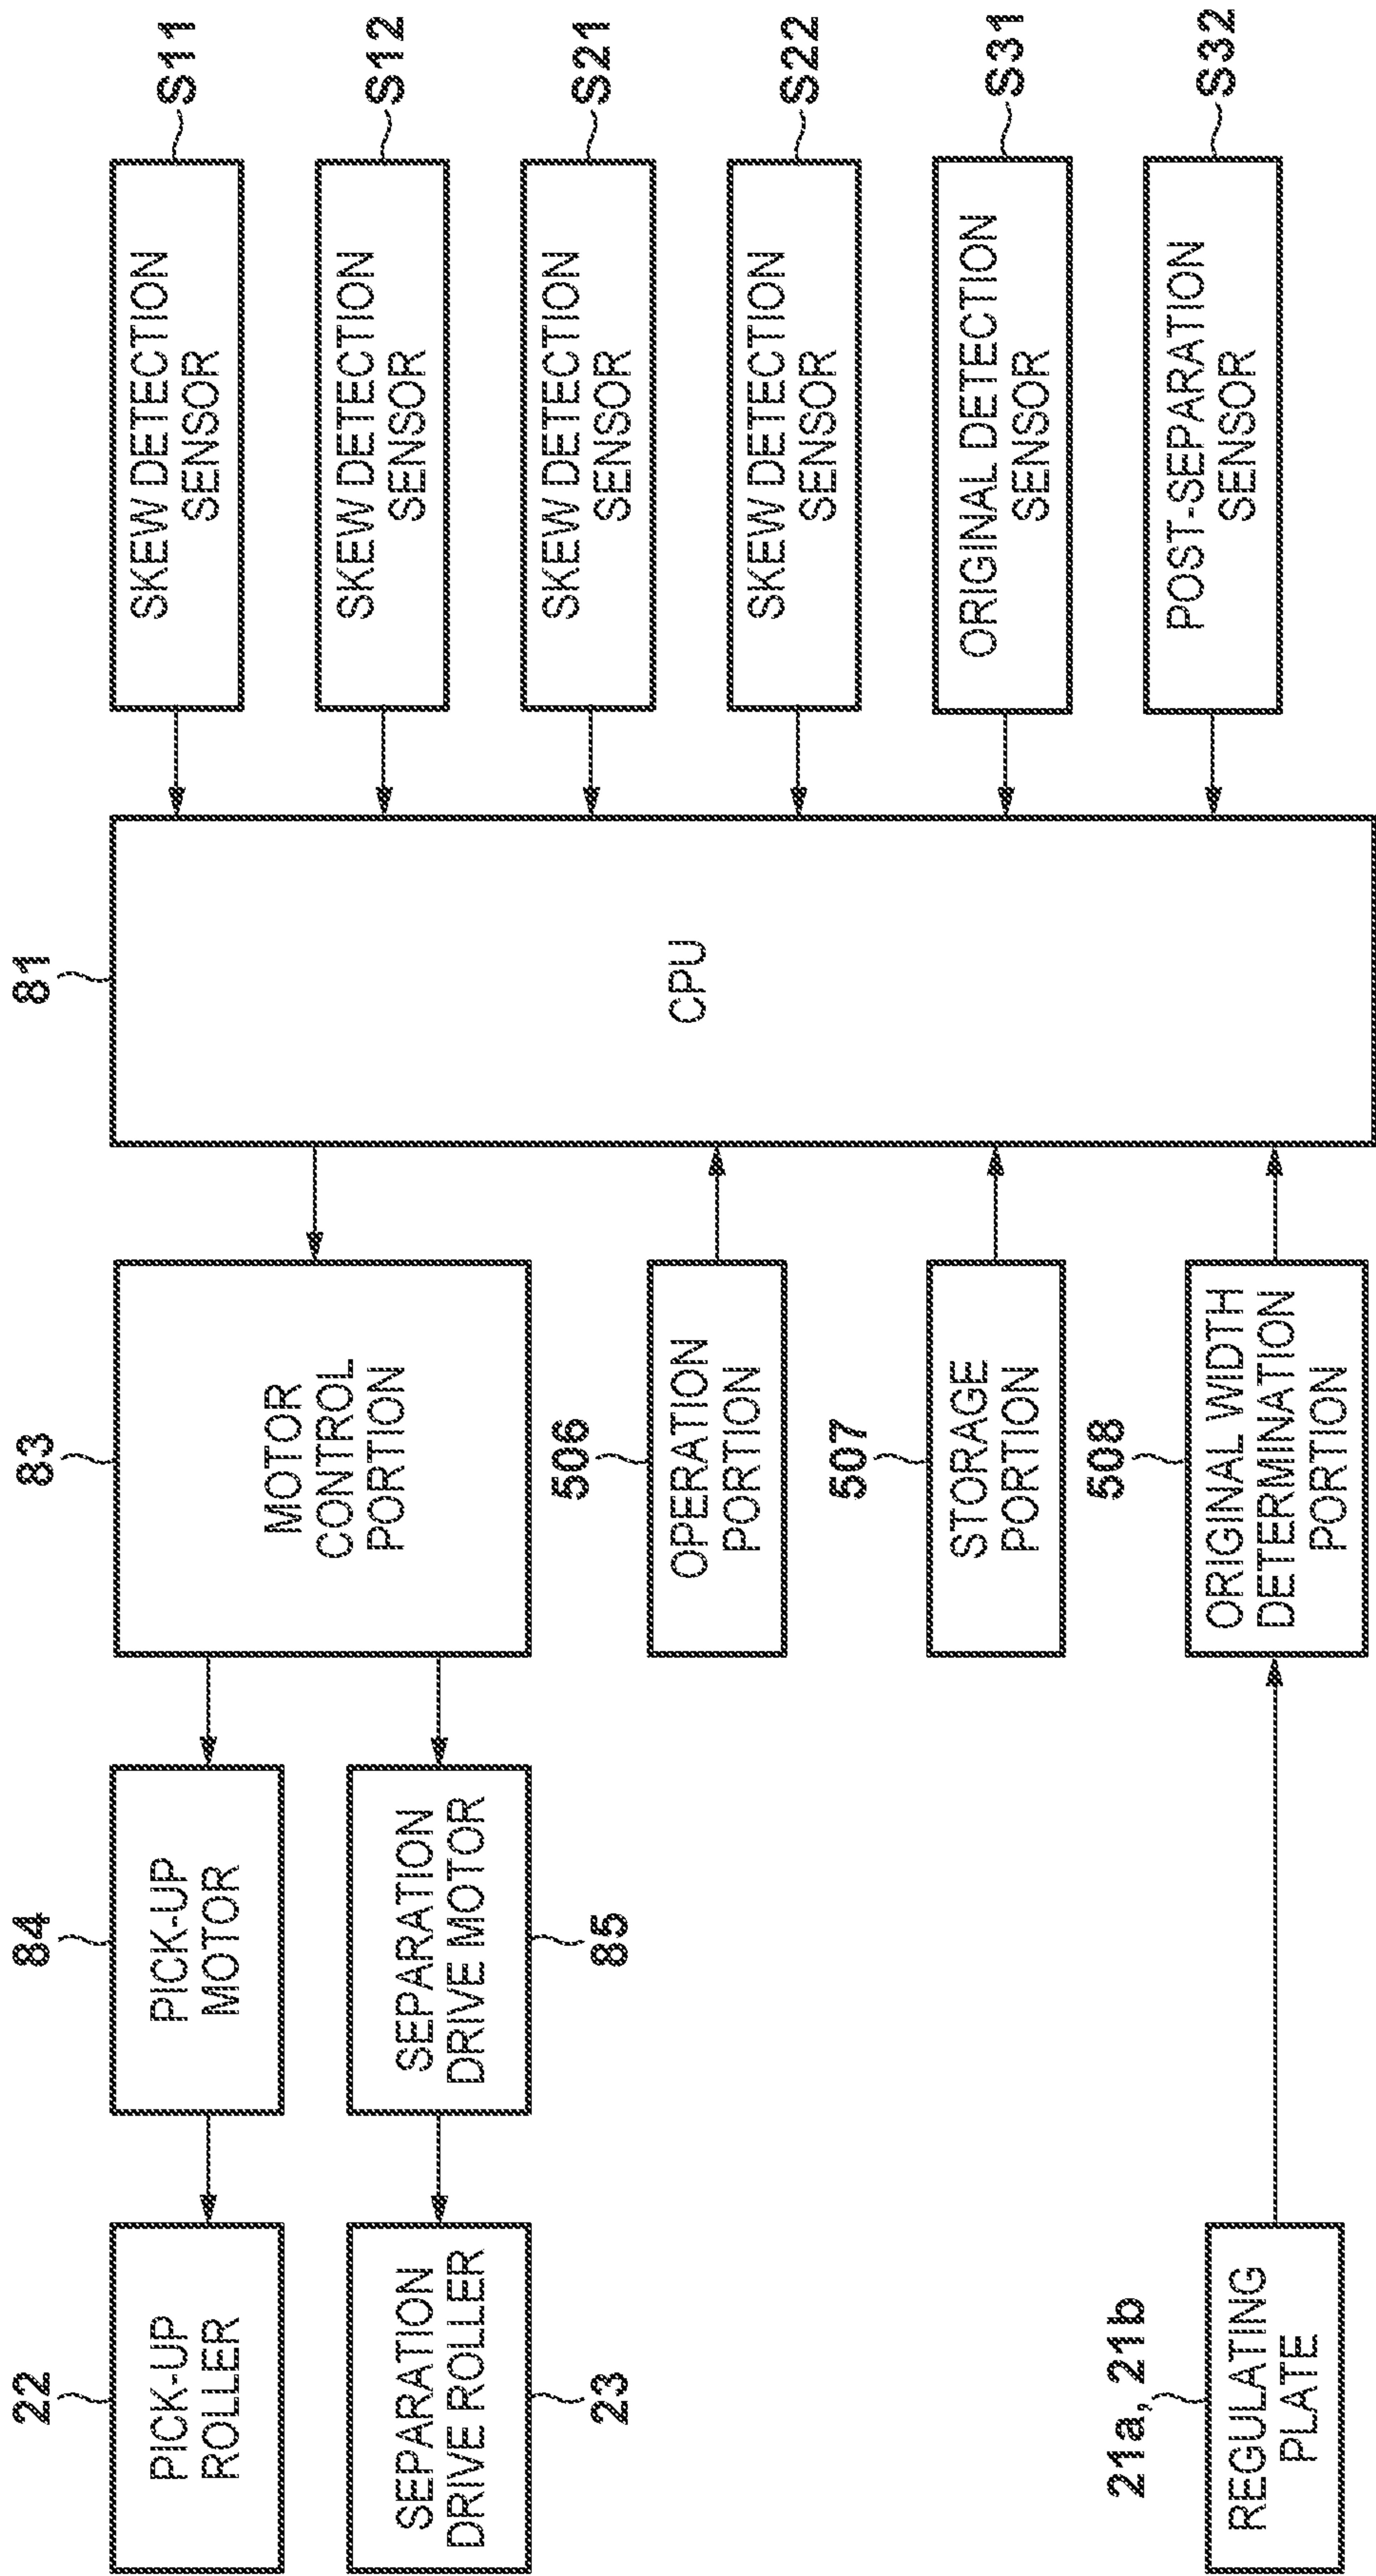 22
PICK-UP
ROLLER
84
PICK-UP
MOTOR
83
MOTOR
CONTROL
PORTION
81
CPU
SKEW DETECTION
SENSOR
S11
SKEW DETECTION
SENSOR
S12
SKEW DETECTION
SENSOR
S21
SKEW DETECTION
SENSOR
S22
ORIGINAL DETECTION
SENSOR
S31
POST-SEPARATION
SENSOR
S32
SEPARATION
DRIVE ROLLER
23
SEPARATION
DRIVE MOTOR
85
506
OPERATION
PORTION
507
STORAGE
PORTION
508
ORIGINAL WIDTH
DETERMINATION
PORTION
21a, 21b
REGULATING
PLATE